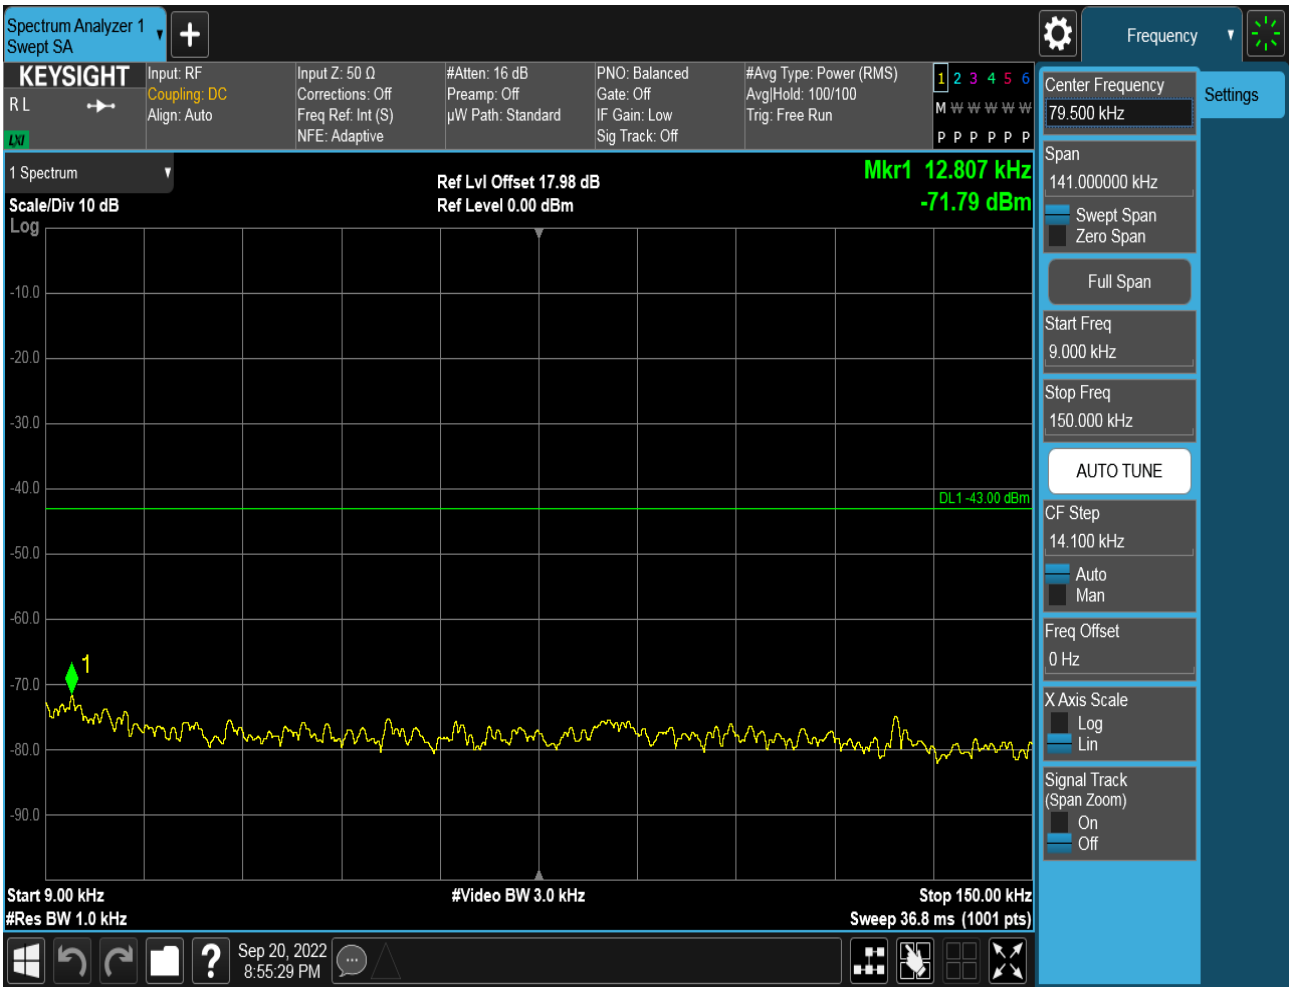 Spectrum Analyzer 1
Swept SA
Frequency
KEYSIGHT
R L
LXI
Input: RF
Coupling: DC
Align: Auto
Input Z: 50 Ω
Corrections: Off
Freq Ref: Int (S)
NFE: Adaptive
#Atten: 16 dB
Preamp: Off
µW Path: Standard
PNO: Balanced
Gate: Off
IF Gain: Low
Sig Track: Off
#Avg Type: Power (RMS)
Avg|Hold: 100/100
Trig: Free Run
1 2 3 4 5 6
M W W W W W
P P P P P P
1 Spectrum
Scale/Div 10 dB
Log
Ref Lvl Offset 17.98 dB
Ref Level 0.00 dBm
Mkr1 12.807 kHz
-71.79 dBm
-10.0
-20.0
-30.0
-40.0
DL1 -43.00 dBm
-50.0
-60.0
1
-70.0
-80.0
-90.0
Start 9.00 kHz
#Res BW 1.0 kHz
#Video BW 3.0 kHz
Stop 150.00 kHz
Sweep 36.8 ms (1001 pts)
Settings
Center Frequency
79.500 kHz
Span
141.000000 kHz
Swept Span
Zero Span
Full Span
Start Freq
9.000 kHz
Stop Freq
150.000 kHz
AUTO TUNE
CF Step
14.100 kHz
Auto
Man
Freq Offset
0 Hz
X Axis Scale
Log
Lin
Signal Track
(Span Zoom)
On
Off
?
Sep 20, 2022
8:55:29 PM